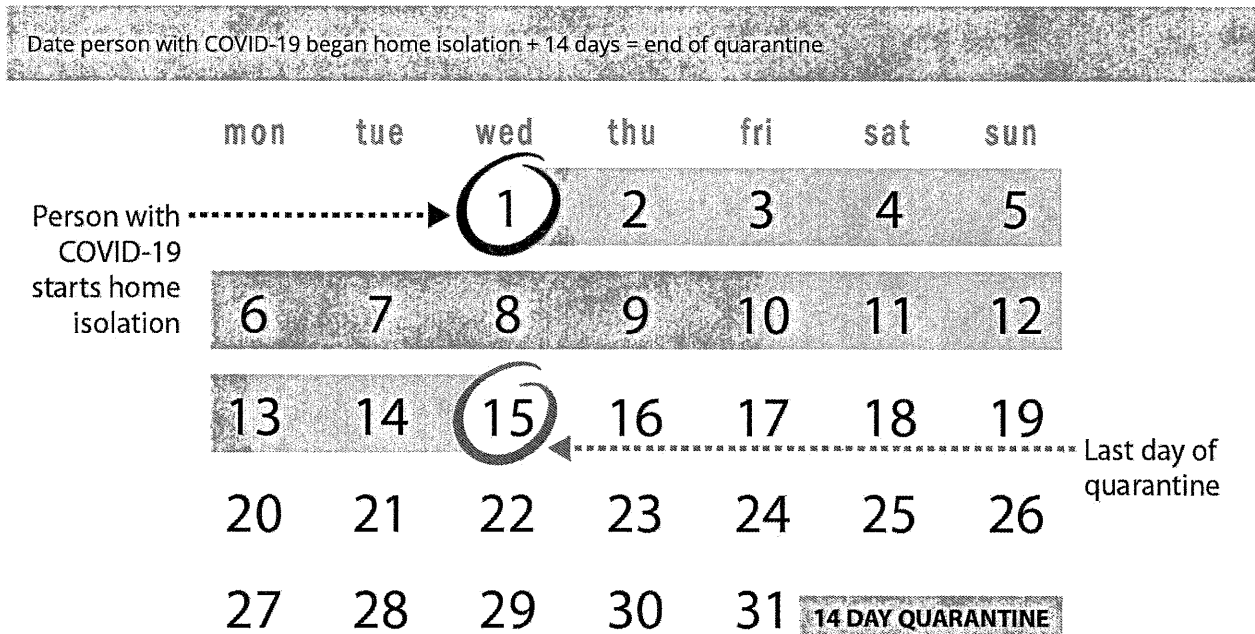 Date person with COVID-19 began home isolation + 14 days = end of quarantine
mon tue wed thu fri sat sun
Person with
COVID-19
starts home
isolation
1 2 3 4 5
6 7 8 9 10 11 12
13 14 15 16 17 18 19
Last day of
quarantine
20 21 22 23 24 25 26
27 28 29 30 31
14 DAY QUARANTINE